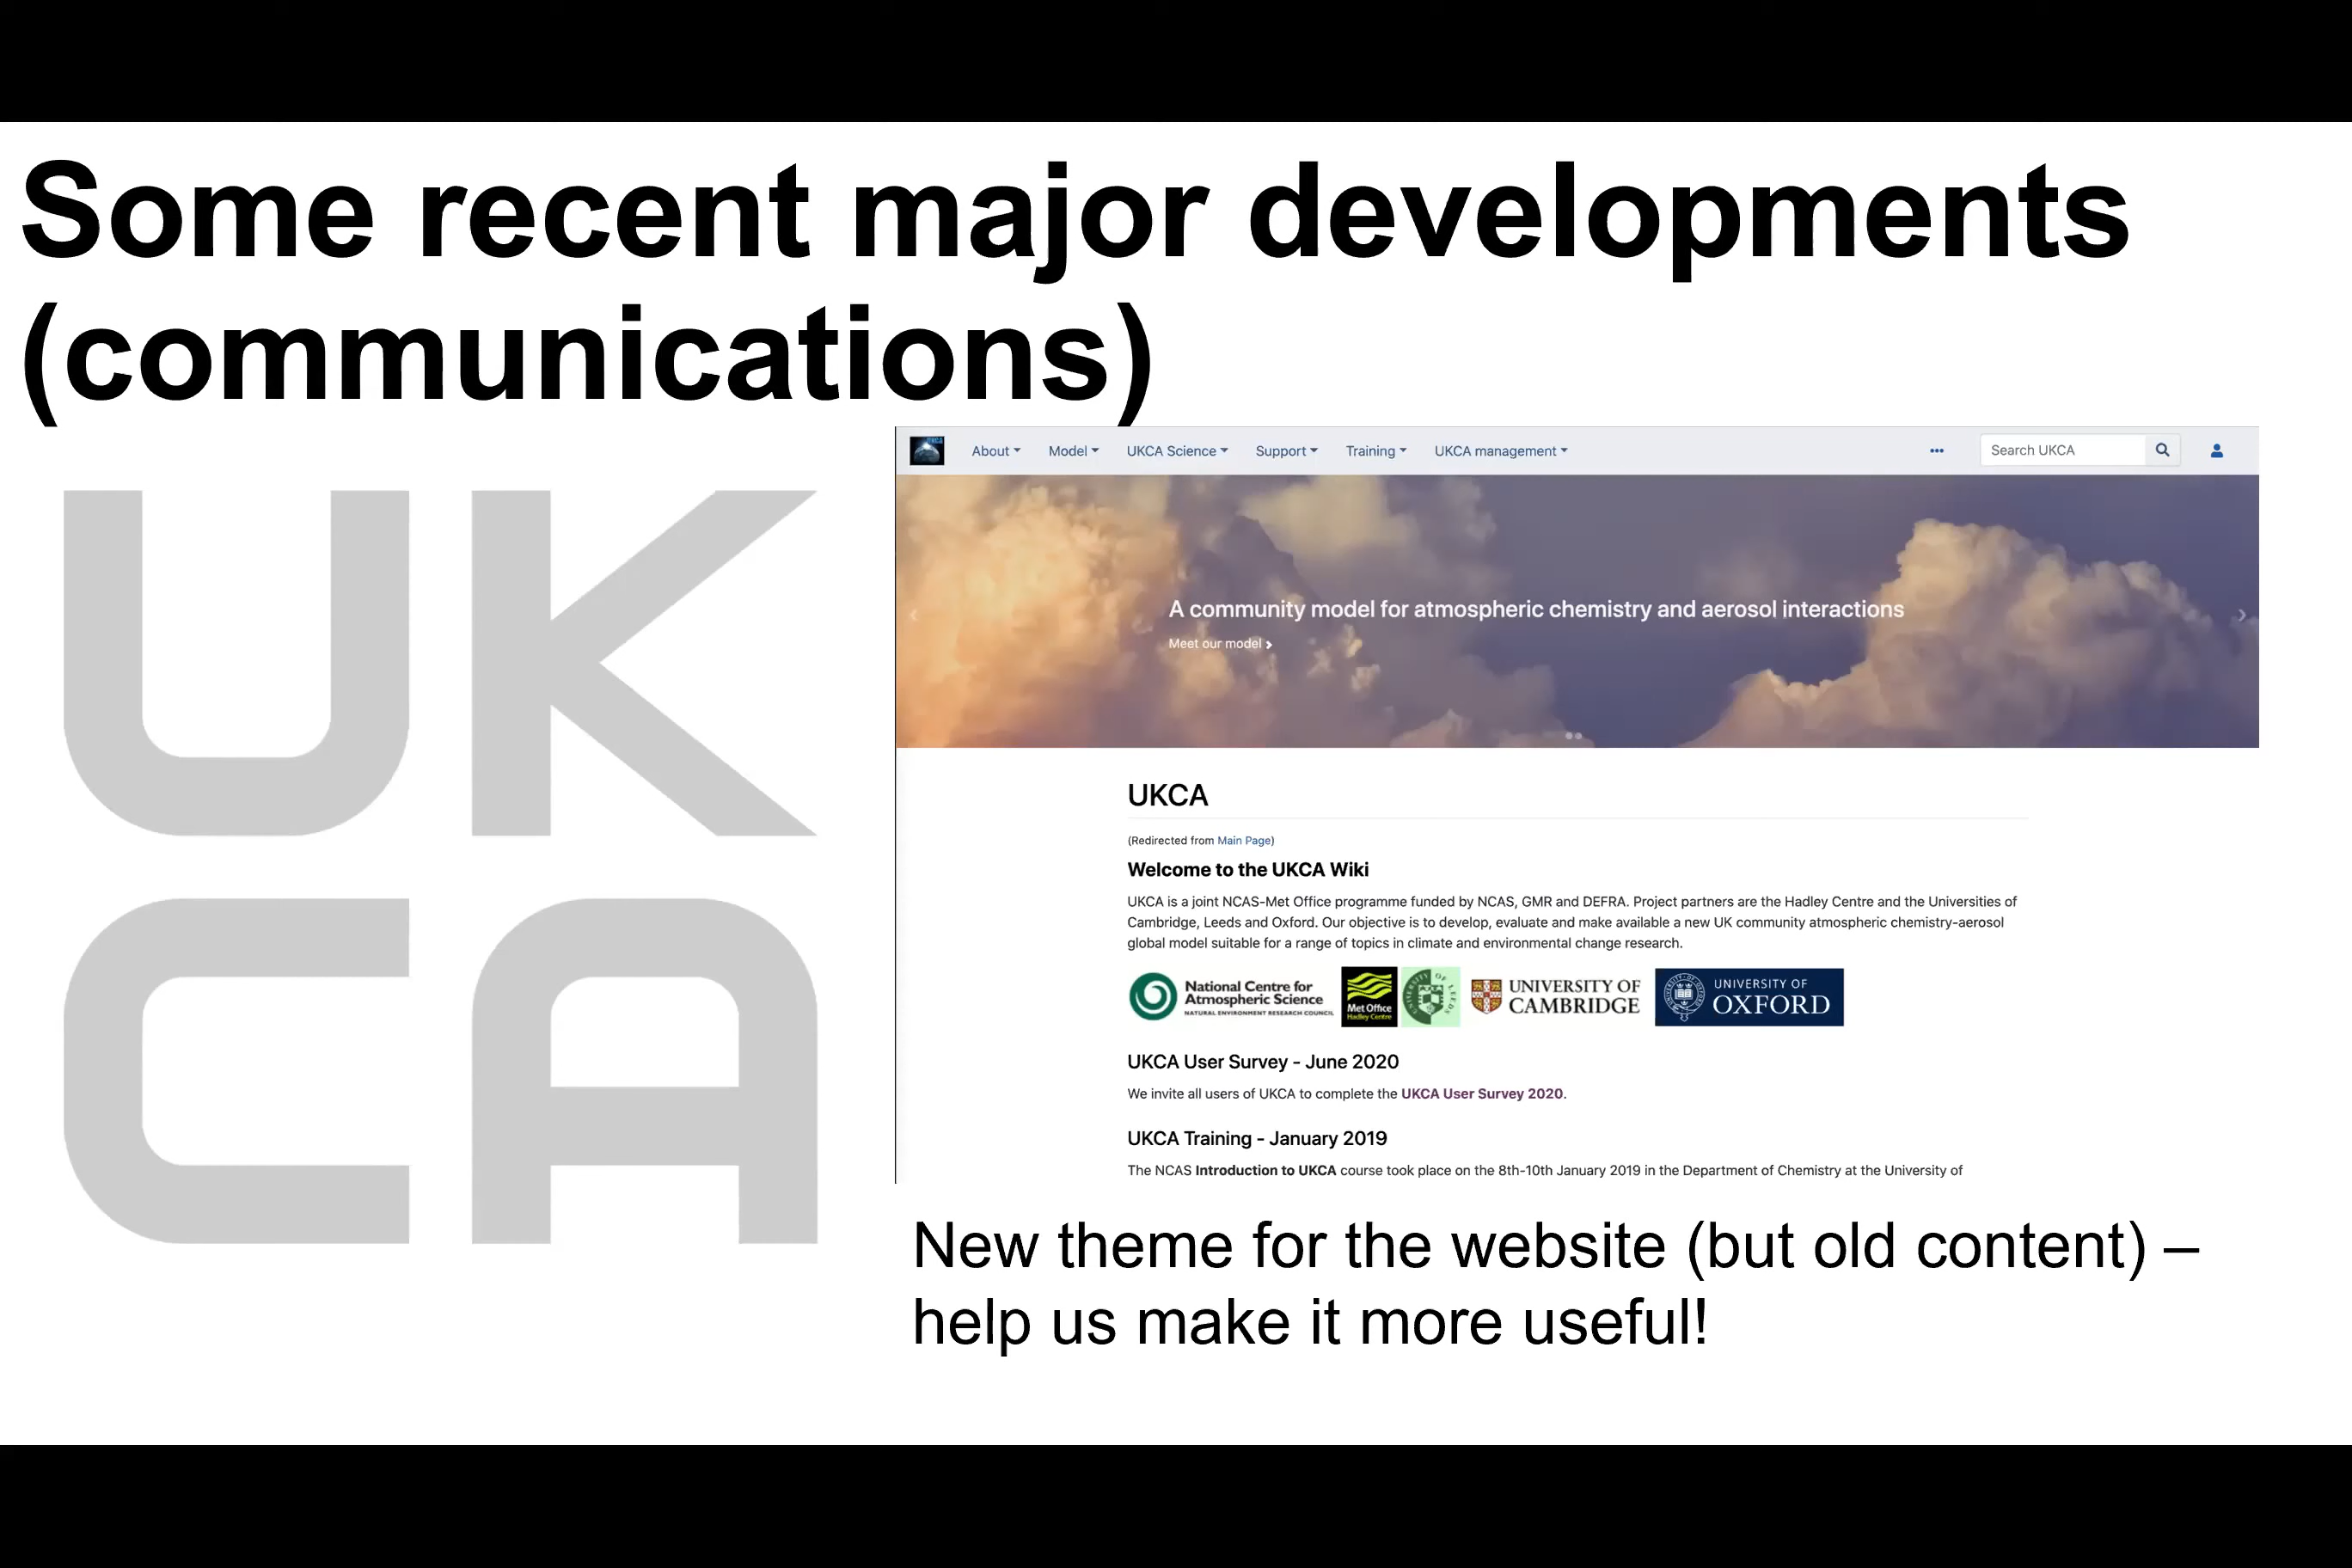 Some recent major developments
(communications)
UK
CA
UKCA
About Model UKCA Science Support Training UKCA management ••• Search UKCA
A community model for atmospheric chemistry and aerosol interactions
Meet our model
UKCA
(Redirected from Main Page)
Welcome to the UKCA Wiki
UKCA is a joint NCAS-Met Office programme funded by NCAS, GMR and DEFRA. Project partners are the Hadley Centre and the Universities of
Cambridge, Leeds and Oxford. Our objective is to develop, evaluate and make available a new UK community atmospheric chemistry-aerosol
global model suitable for a range of topics in climate and environmental change research.
National Centre for
Atmospheric Science
NATURAL ENVIRONMENT RESEARCH COUNCIL
Met Office
Hadley Centre
UNIVERSITY OF LEEDS
UNIVERSITY OF
CAMBRIDGE
UNIVERSITY OF
OXFORD
UKCA User Survey - June 2020
We invite all users of UKCA to complete the UKCA User Survey 2020.
UKCA Training - January 2019
The NCAS Introduction to UKCA course took place on the 8th-10th January 2019 in the Department of Chemistry at the University of
New theme for the website (but old content) –
help us make it more useful!